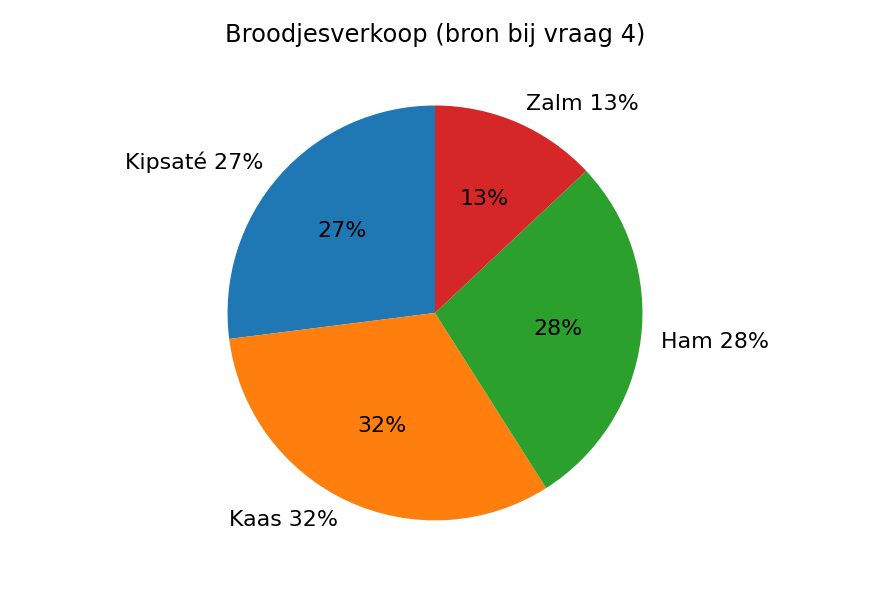 Broodjesverkoop (bron bij vraag 4)
Zalm 13%
Kipsaté 27%
13%
27%
28%
Ham 28%
32%
Kaas 32%